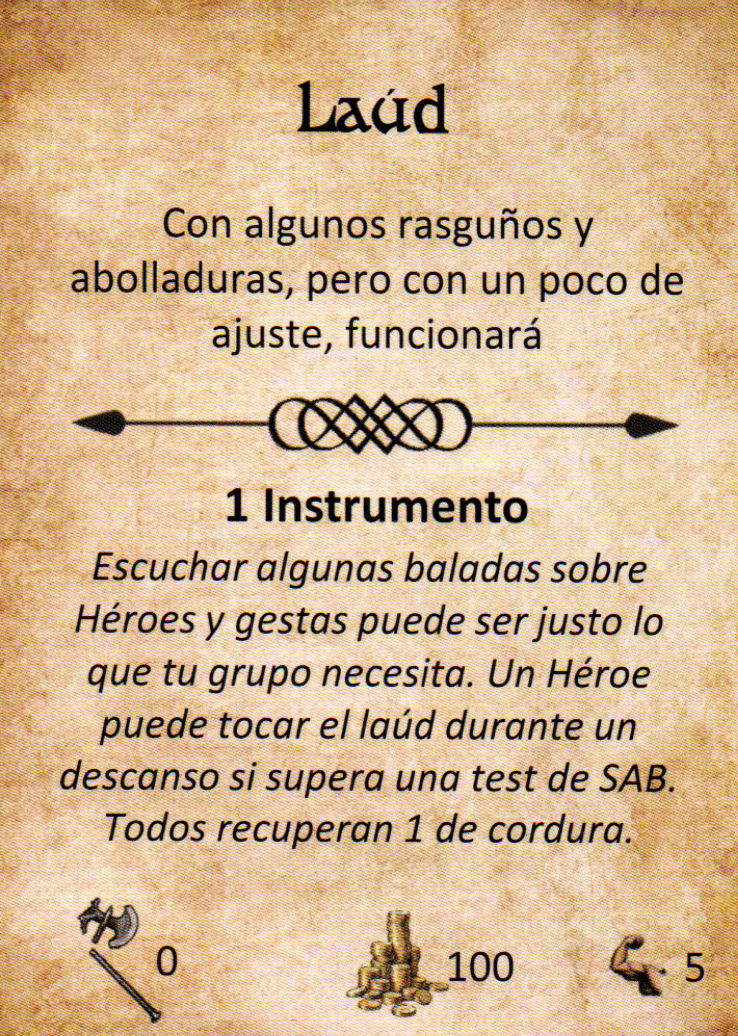 Laúd
Con algunos rasguños y
abolladuras, pero con un poco de
ajuste, funcionará
1 Instrumento
Escuchar algunas baladas sobre
Héroes y gestas puede ser justo lo
que tu grupo necesita. Un Héroe
puede tocar el laúd durante un
descanso si supera una test de SAB.
Todos recuperan 1 de cordura.
0 100 5